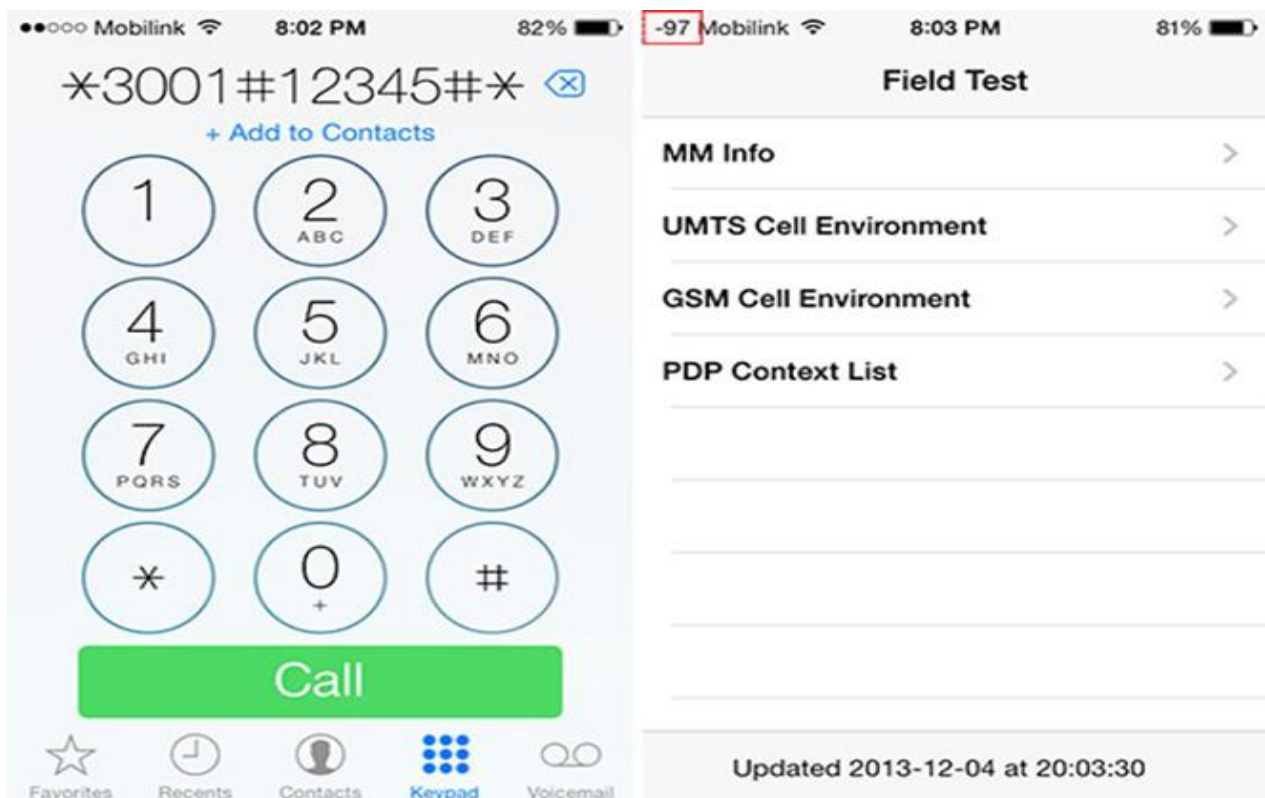 ●●○○○ Mobilink 8:02 PM 82%
*3001#12345#*
+ Add to Contacts
1 2 3
ABC DEF
4 5 6
GHI JKL MNO
7 8 9
PQRS TUV WXYZ
* 0 #
+
Call
Favorites Recents Contacts Keypad Voicemail
-97 Mobilink 8:03 PM 81%
Field Test
MM Info
UMTS Cell Environment
GSM Cell Environment
PDP Context List
Updated 2013-12-04 at 20:03:30